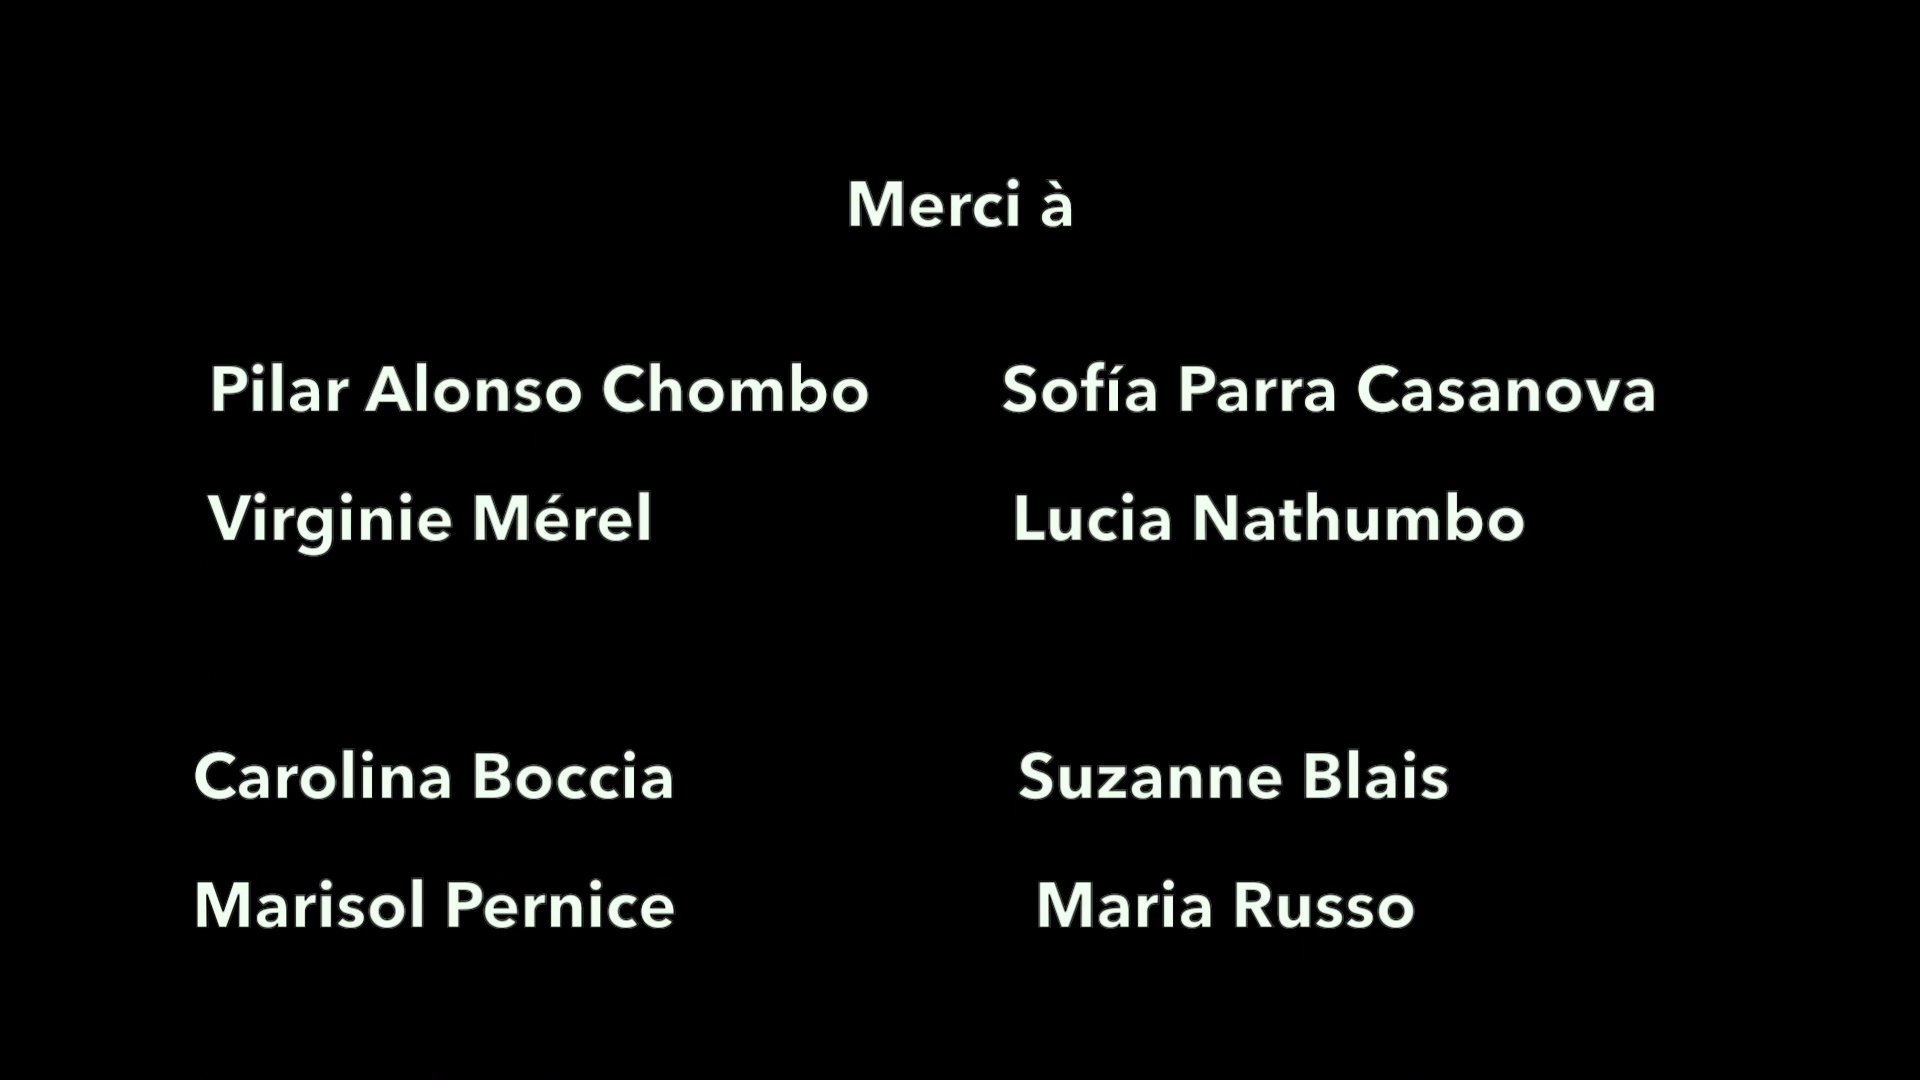 Merci à
Pilar Alonso Chombo Sofía Parra Casanova
Virginie Mérel Lucia Nathumbo
Carolina Boccia Suzanne Blais
Marisol Pernice Maria Russo